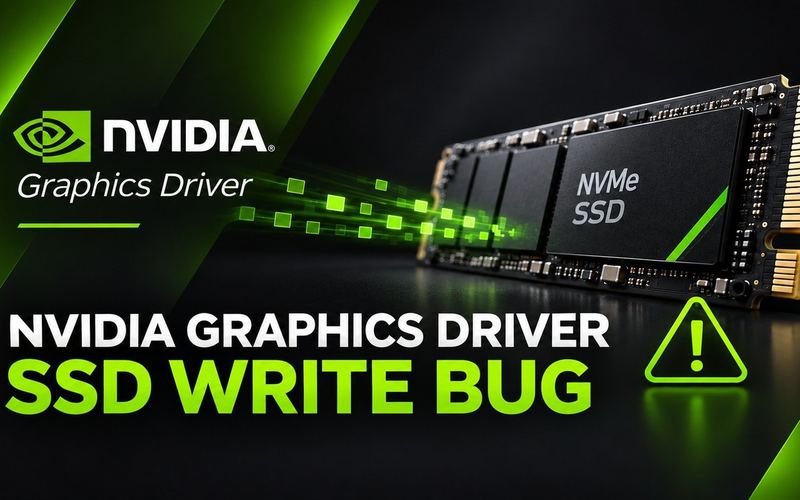 NVIDIA®
Graphics Driver
NVMe
SSD
NVIDIA GRAPHICS DRIVER
SSD WRITE BUG
!